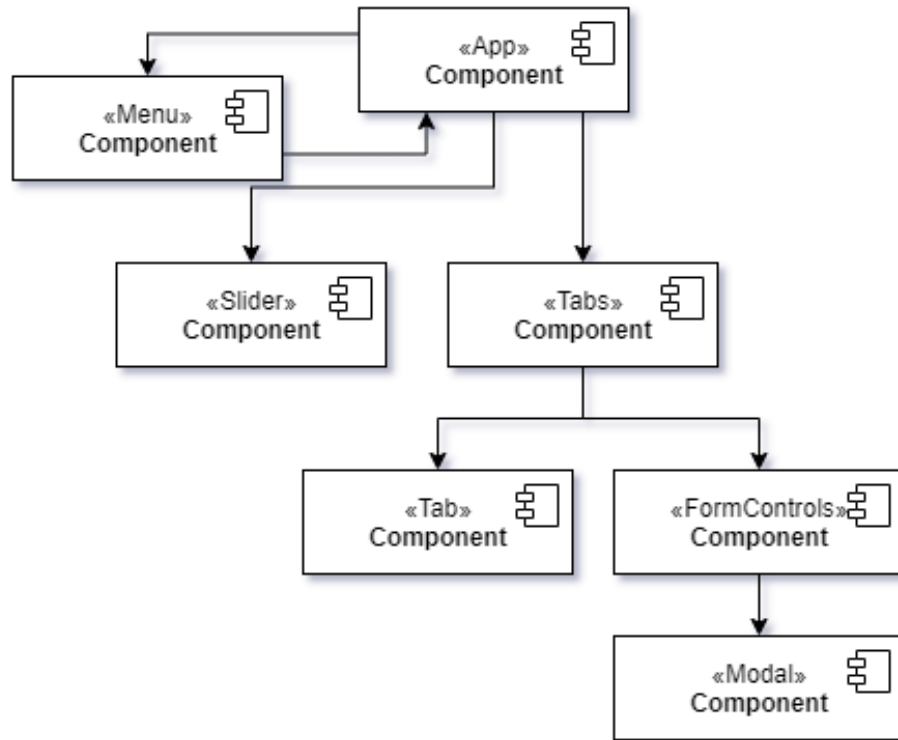 «App»
Component
«Menu»
Component
«Slider»
Component
«Tabs»
Component
«Tab»
Component
«FormControls»
Component
«Modal»
Component